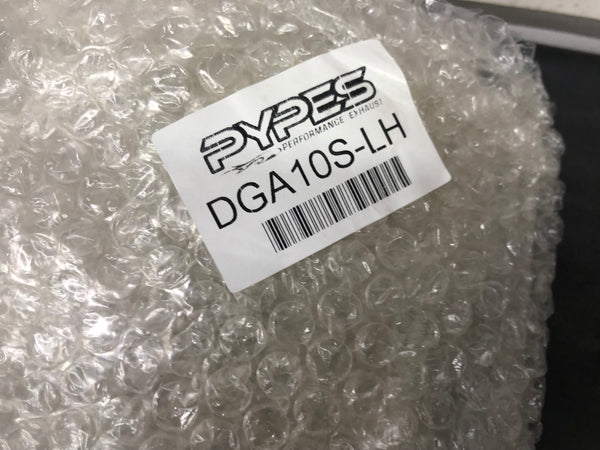 PYPES
PERFORMANCE EXHAUST
DGA10S-LH